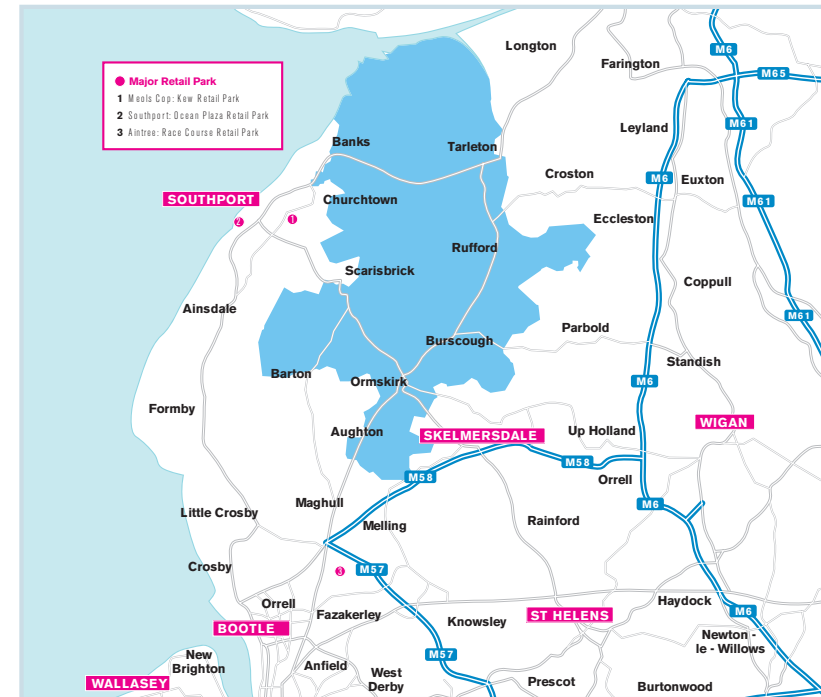 Longton
Farington
M6
M65
Major Retail Park
1 Meols Cop: Kew Retail Park
2 Southport: Ocean Plaza Retail Park
3 Aintree: Race Course Retail Park
M61
Leyland
Banks
Tarleton
Croston
M6
Euxton
SOUTHPORT
Churchtown
M61
2
1
Eccleston
Rufford
Scarisbrick
Coppull
Ainsdale
M61
Parbold
Burscough
Standish
Barton
Ormskirk
M6
Formby
WIGAN
Aughton
SKELMERSDALE
Up Holland
M58
M58
Orrell
Maghull
M6
Little Crosby
Melling
Rainford
Crosby
3
M57
Orrell
Fazakerley
Haydock
M6
ST HELENS
Knowsley
BOOTLE
Newton -
le - Willows
New
Brighton
M57
Anfield
West
Derby
WALLASEY
Prescot
Burtonwood